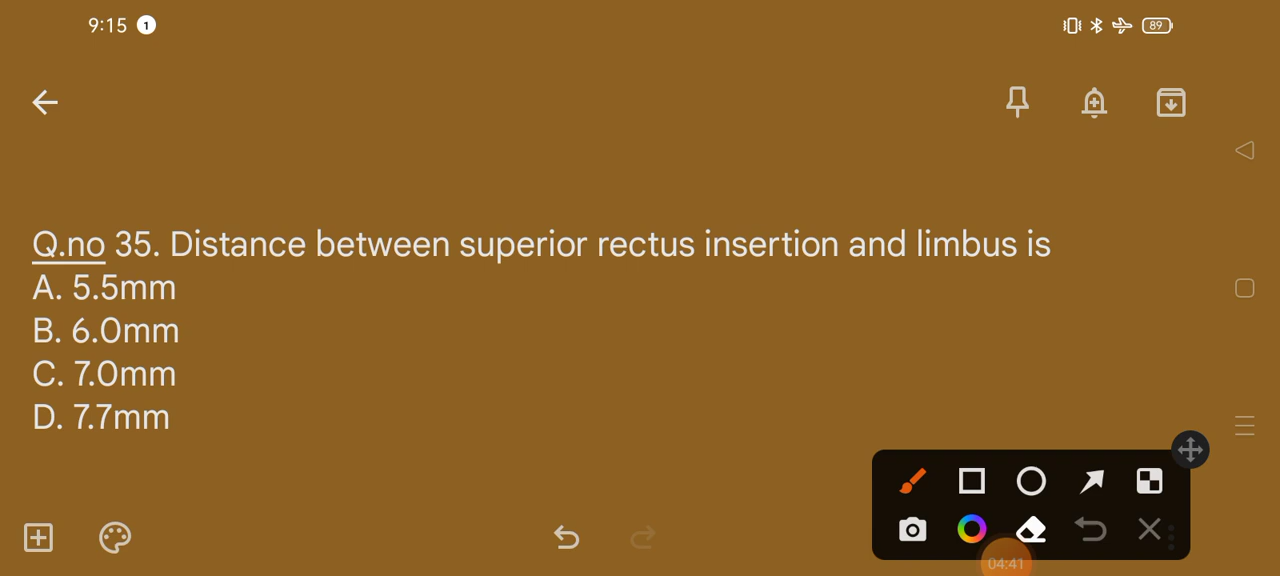 9:15 1
89
Q.no 35. Distance between superior rectus insertion and limbus is
A. 5.5mm
B. 6.0mm
C. 7.0mm
D. 7.7mm
04:41